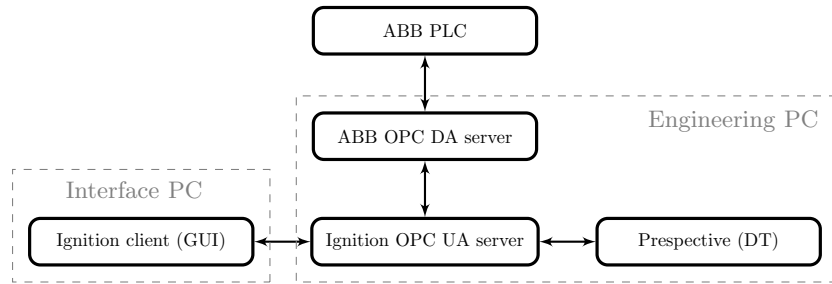 ABB PLC
Engineering PC
ABB OPC DA server
Interface PC
Ignition client (GUI)
Ignition OPC UA server
Prespective (DT)